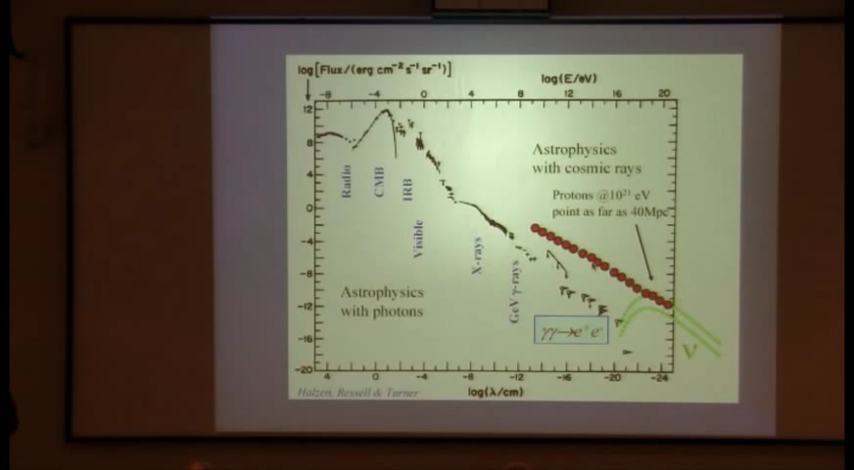 log[Flux/(erg cm⁻² s⁻¹ sr⁻¹)]
log(E/eV)
-8 -4 0 4 8 12 16 20
12
8
4
0
-4
-8
-12
-16
-20
Radio
CMB
IRB
Visible
X-rays
GeV γ-rays
Astrophysics
with cosmic rays
Protons @10²¹ eV
point as far as 40Mpc
Astrophysics
with photons
γγ→e⁺e⁻
ν
4 0 -4 -8 -12 -16 -20 -24
Halzen, Ressell & Turner
log(λ/cm)